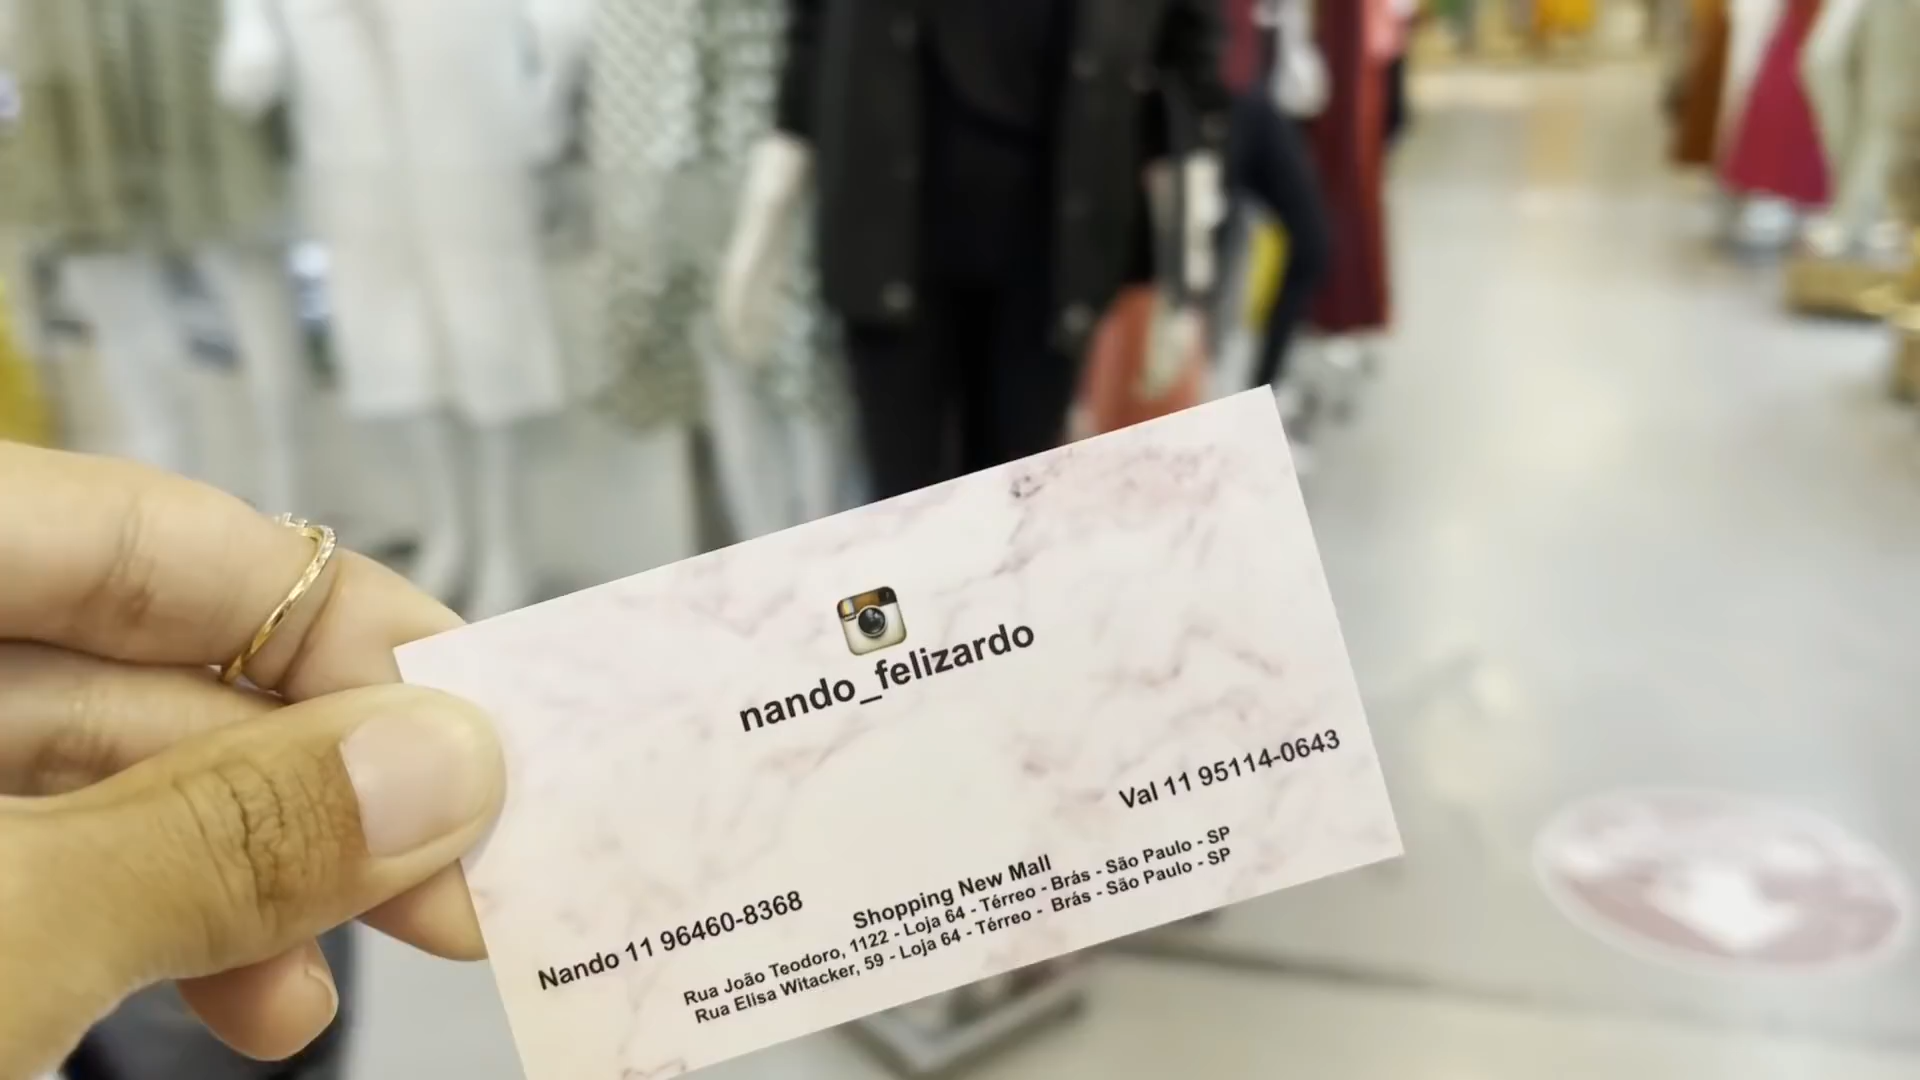 nando_felizardo
Val 11 95114-0643
Nando 11 96460-8368
Shopping New Mall
Rua João Teodoro, 1122 - Loja 64 - Térreo - Brás - São Paulo - SP
Rua Elisa Witacker, 59 - Loja 64 - Térreo - Brás - São Paulo - SP